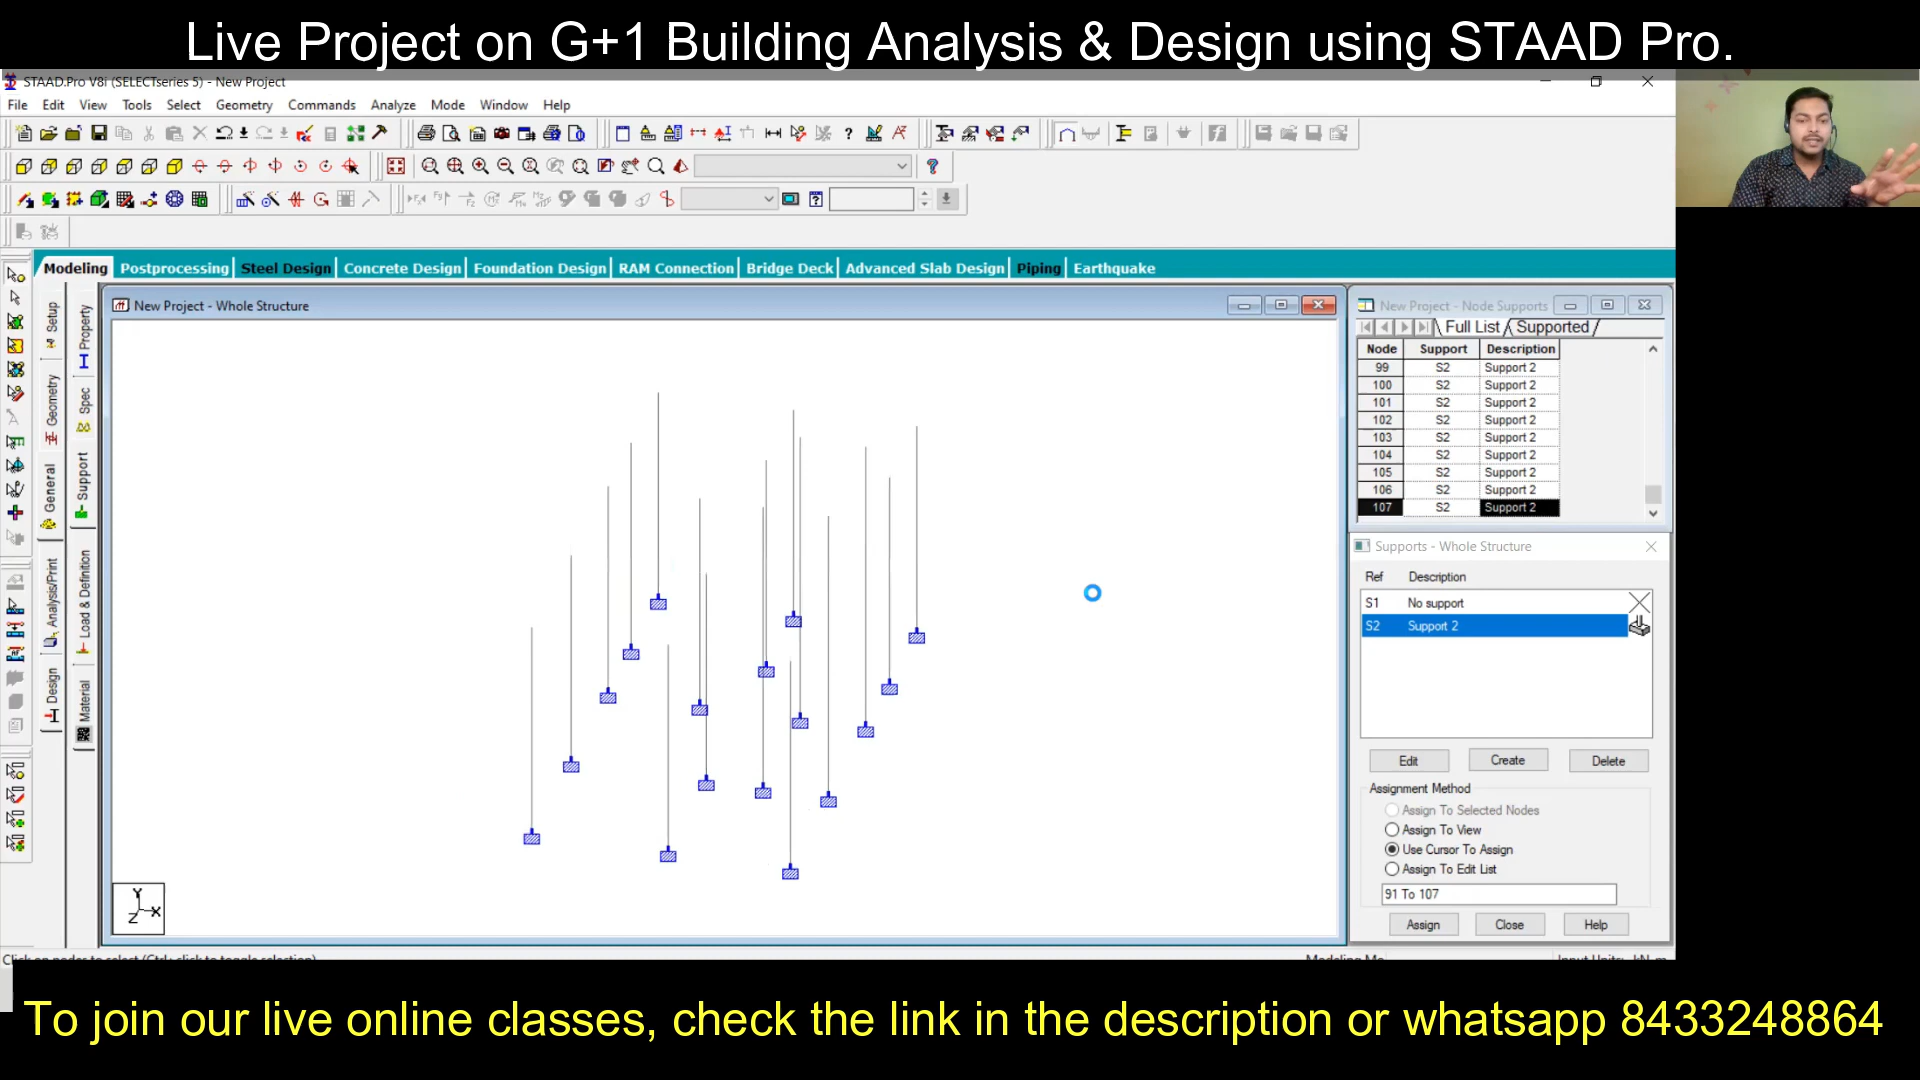 Live Project on G+1 Building Analysis & Design using STAAD Pro.
STAAD.Pro V8i (SELECTseries 5) - New Project
File Edit View Tools Select Geometry Commands Analyze Mode Window Help
Modeling Postprocessing Steel Design Concrete Design Foundation Design RAM Connection Bridge Deck Advanced Slab Design Piping Earthquake
Setup
Geometry
General
Analysis/Print
Design
Property
Spec
Support
Load & Definition
Material
New Project - Whole Structure
Y
X
Z
New Project - Node Supports
Full List Supported
Node Support Description
99 S2 Support 2
100 S2 Support 2
101 S2 Support 2
102 S2 Support 2
103 S2 Support 2
104 S2 Support 2
105 S2 Support 2
106 S2 Support 2
107 S2 Support 2
Supports - Whole Structure
Ref Description
S1 No support
S2 Support 2
Edit Create Delete
Assignment Method
Assign To Selected Nodes
Assign To View
Use Cursor To Assign
Assign To Edit List
91 To 107
Assign Close Help
To join our live online classes, check the link in the description or whatsapp 8433248864